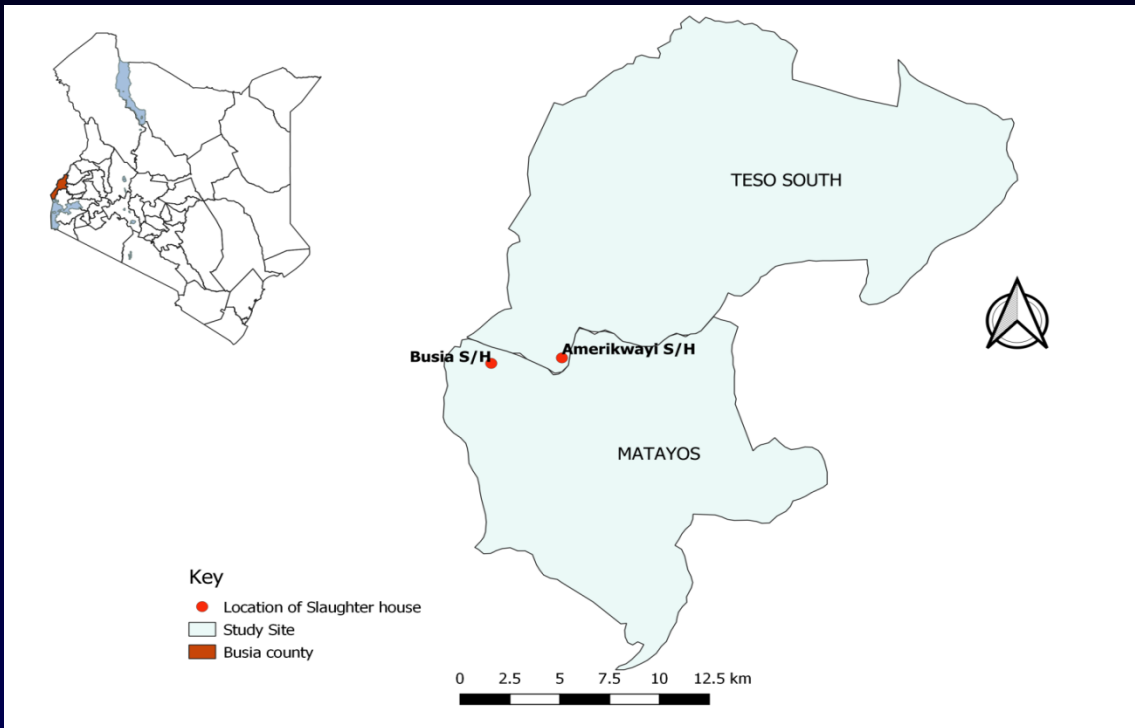 TESO SOUTH
Busia S/H
Amerikwayi S/H
MATAYOS
Key
Location of Slaughter house
Study Site
Busia county
0 2.5 5 7.5 10 12.5 km